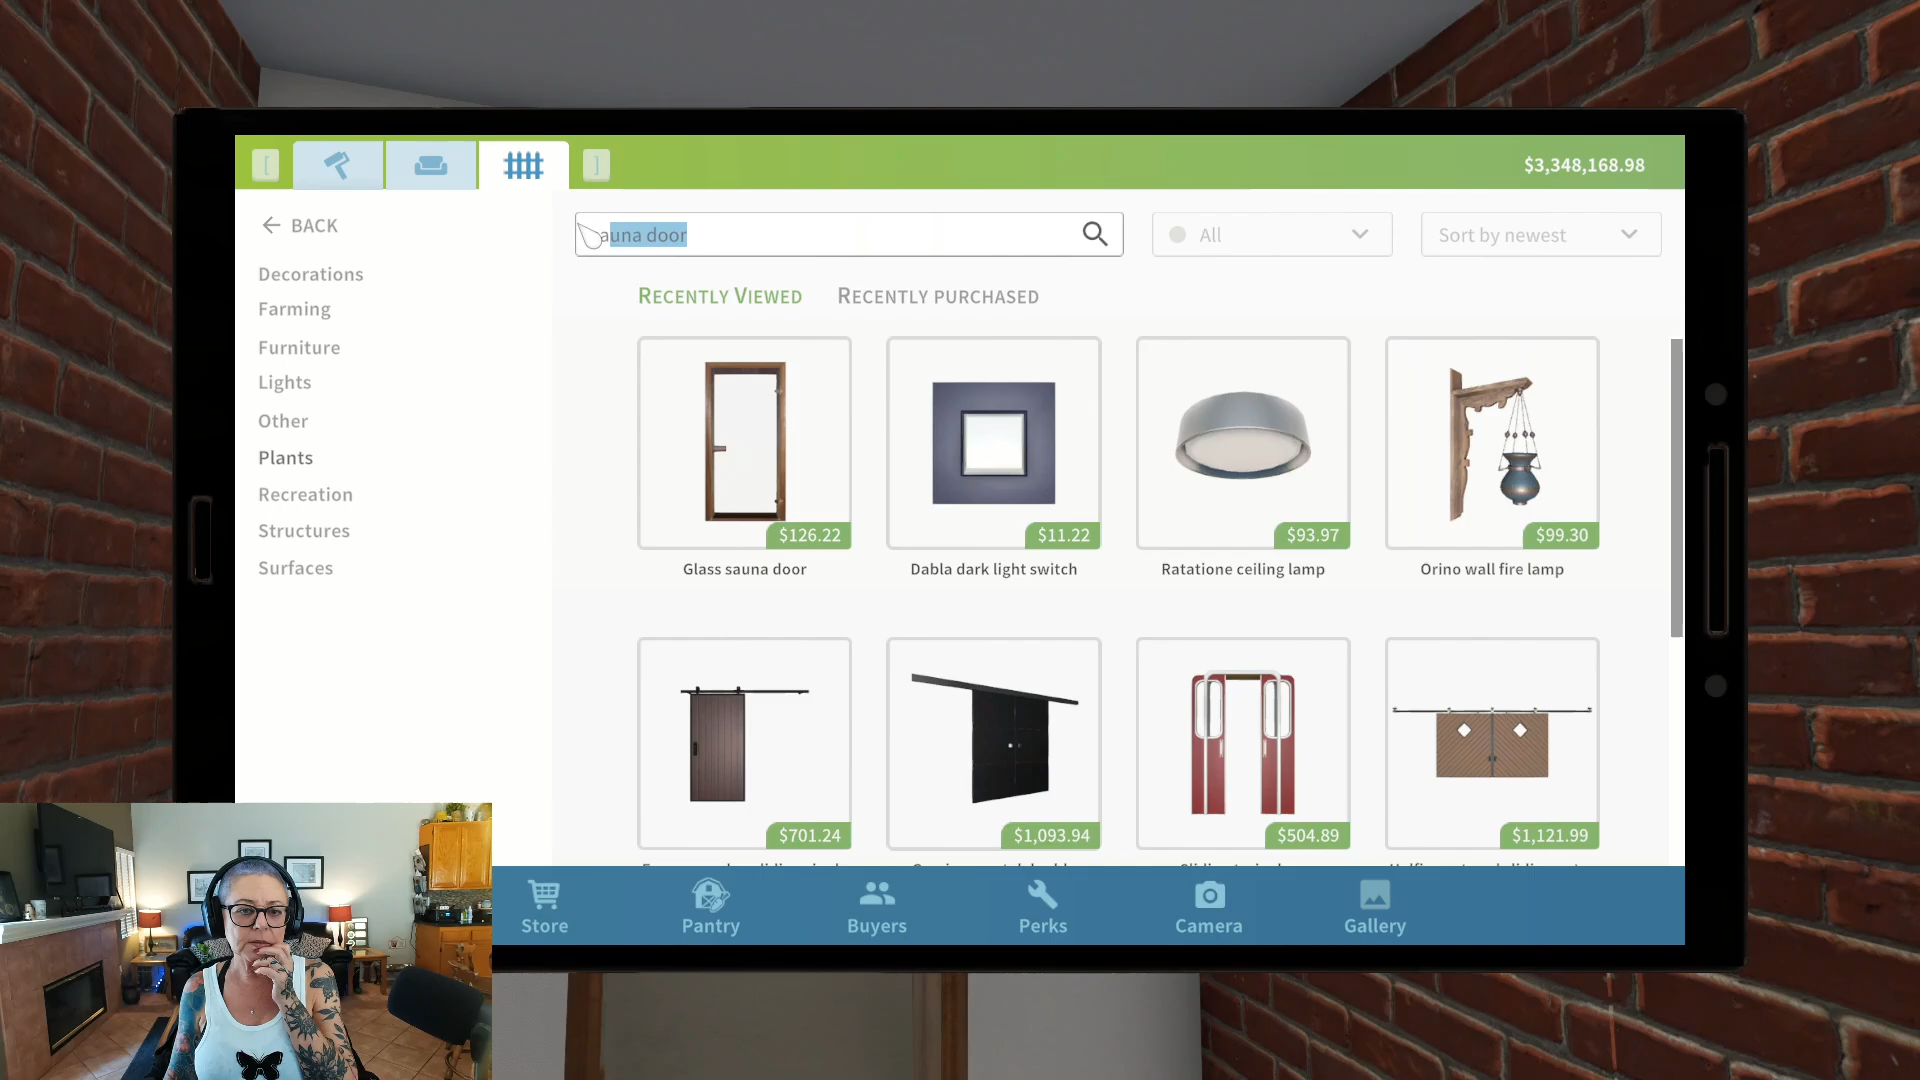 [
]
$3,348,168.98
BACK
auna door
All
Sort by newest
Decorations
Farming
Furniture
Lights
Other
Plants
Recreation
Structures
Surfaces
RECENTLY VIEWED
RECENTLY PURCHASED
$126.22
$11.22
$93.97
$99.30
Glass sauna door
Dabla dark light switch
Ratatione ceiling lamp
Orino wall fire lamp
$701.24
$1,093.94
$504.89
$1,121.99
Store
Pantry
Buyers
Perks
Camera
Gallery